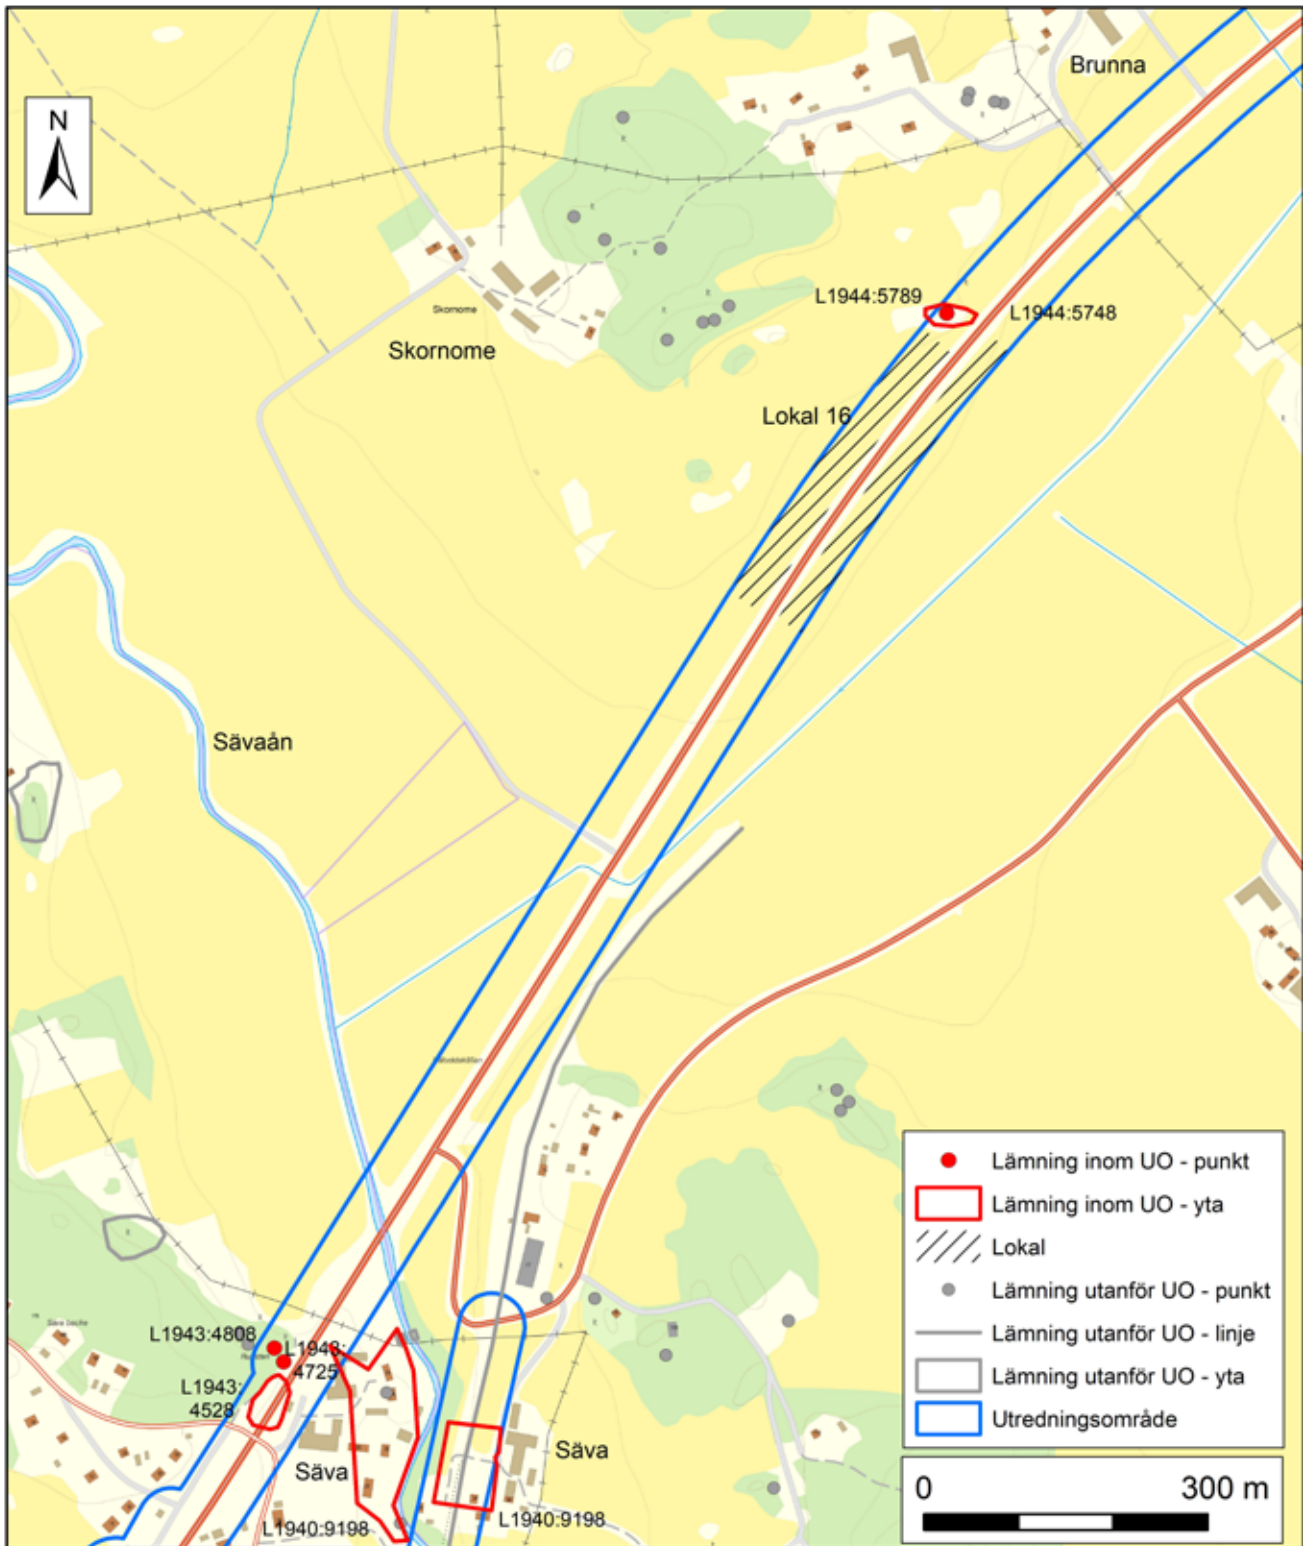 Brunna
N
L1944:5789
L1944:5748
Skornome
Skornome
Lokal 16
Sävaån
L1943:4808
L1943:
4725
L1943:
4528
Säva
Säva
L1940:9198
L1940:9198
Lämning inom UO - punkt
Lämning inom UO - yta
Lokal
Lämning utanför UO - punkt
Lämning utanför UO - linje
Lämning utanför UO - yta
Utredningsområde
0 300 m